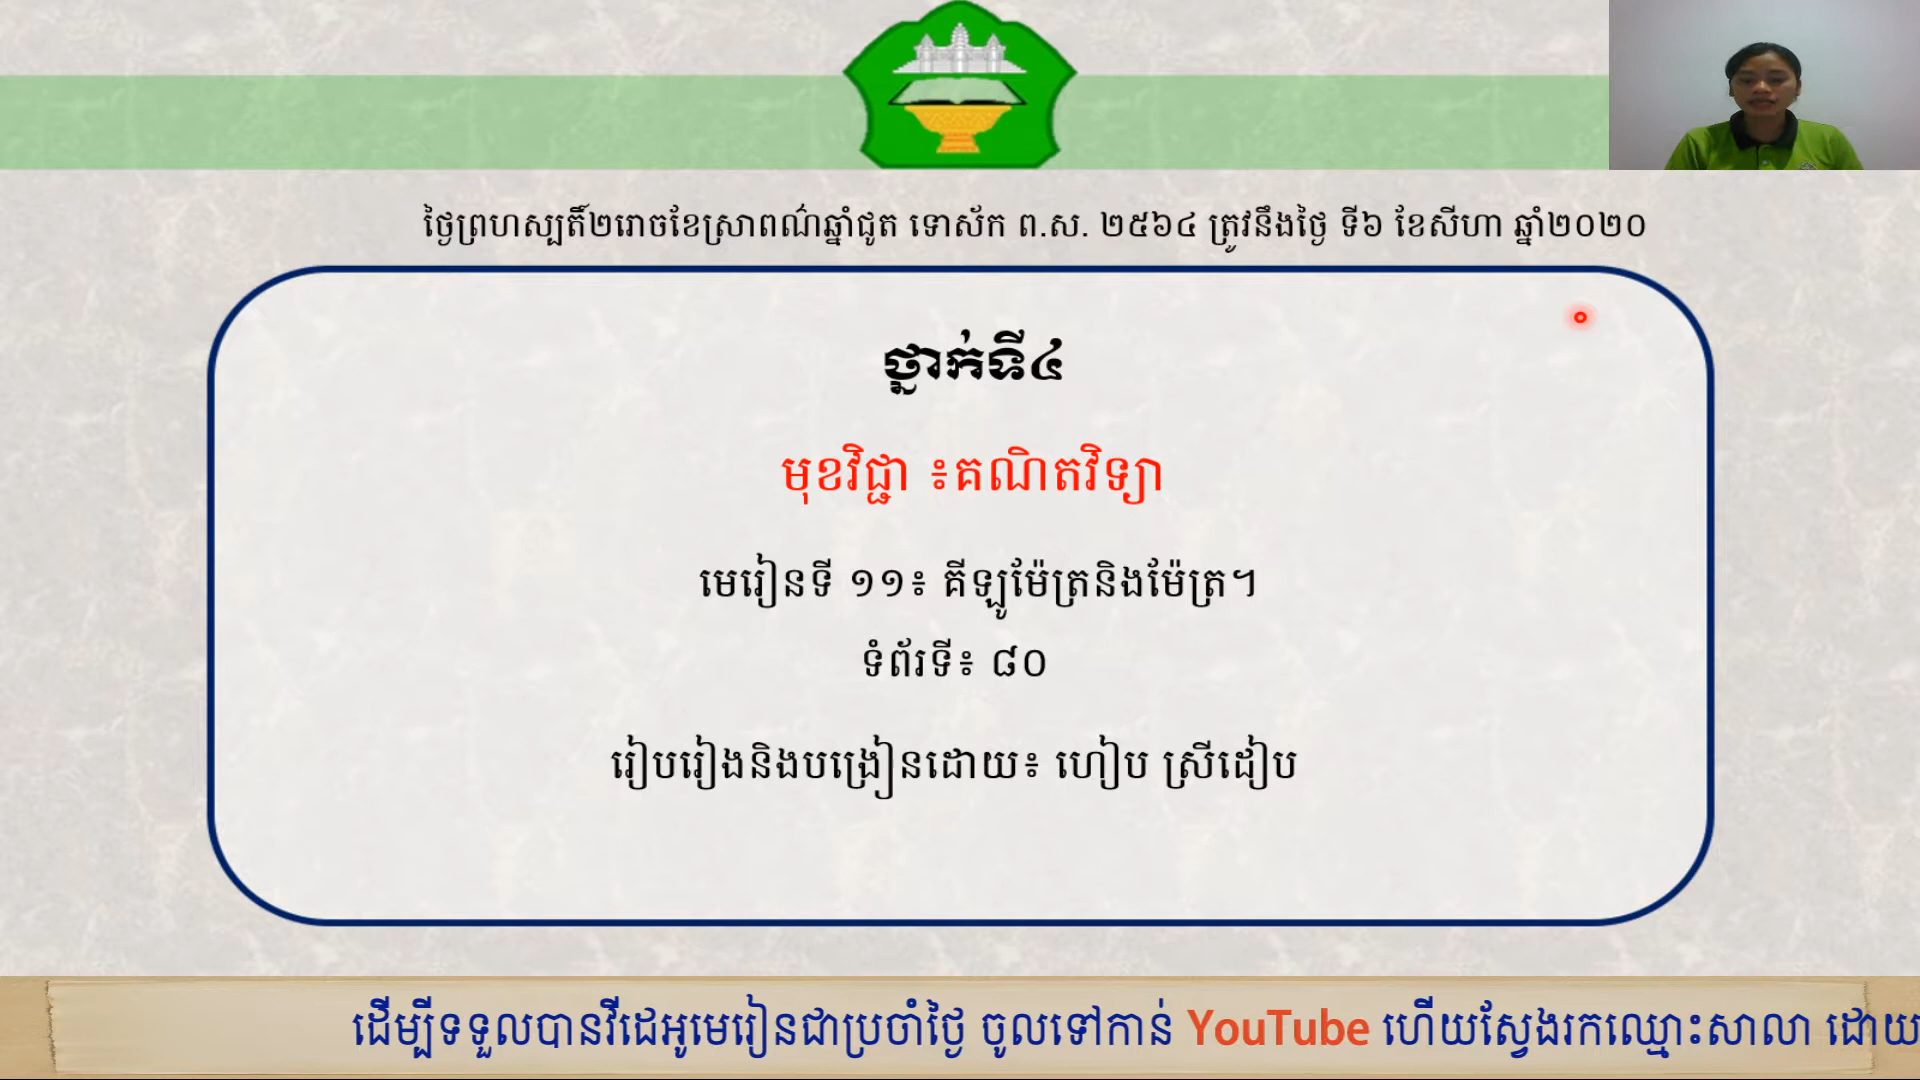 ថ្ងៃព្រហស្បតិ៍២រោចខែស្រាពណ៌ឆ្នាំជូត ទោស័ក ព.ស. ២៥៦៤ ត្រូវនឹងថ្ងៃ ទី៦ ខែសីហា ឆ្នាំ២០២០
ថ្នាក់ទី៤
មុខវិជ្ជា ៖គណិតវិទ្យា
មេរៀនទី ១១៖ គីឡូម៉ែត្រនិងម៉ែត្រ។
ទំព័រទី៖ ៨០
រៀបរៀងនិងបង្រៀនដោយ៖ ហៀប ស្រីដៀប
ដើម្បីទទួលបានវីដេអូមេរៀនជាប្រចាំថ្ងៃ ចូលទៅកាន់ YouTube ហើយស្វែងរកឈ្មោះសាលា ដោយ